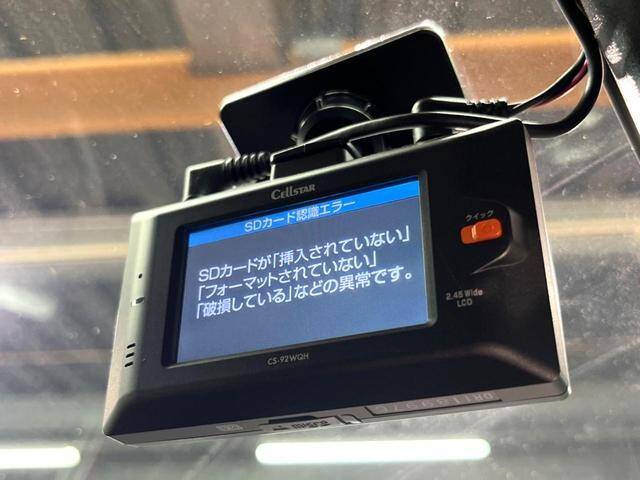 CELLSTAR
SDカード認識エラー
SDカードが「挿入されていない」
「フォーマットされていない」
「破損している」などの異常です。
クイック
2.45 Wide
LCD
CS-92WQH